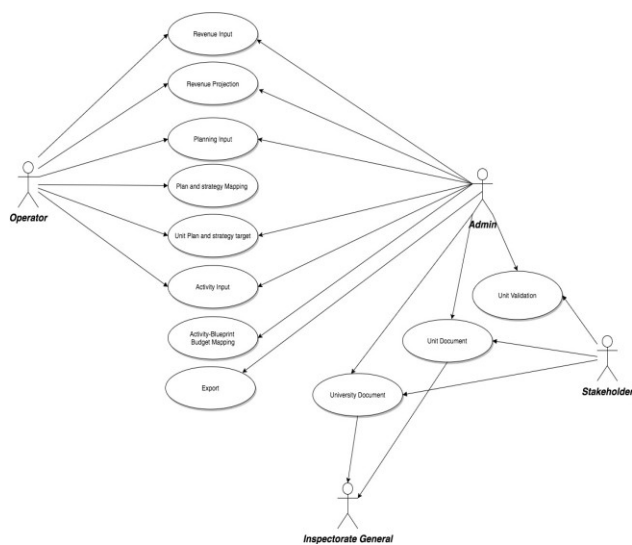 Revenue Input
Revenue Projection
Planning Input
Plan and strategy Mapping
Operator
Admin
Unit Plan and strategy target
Activity Input
Unit Validation
Activity-Blueprint
Budget Mapping
Unit Document
Export
University Document
Stakeholder
Inspectorate General